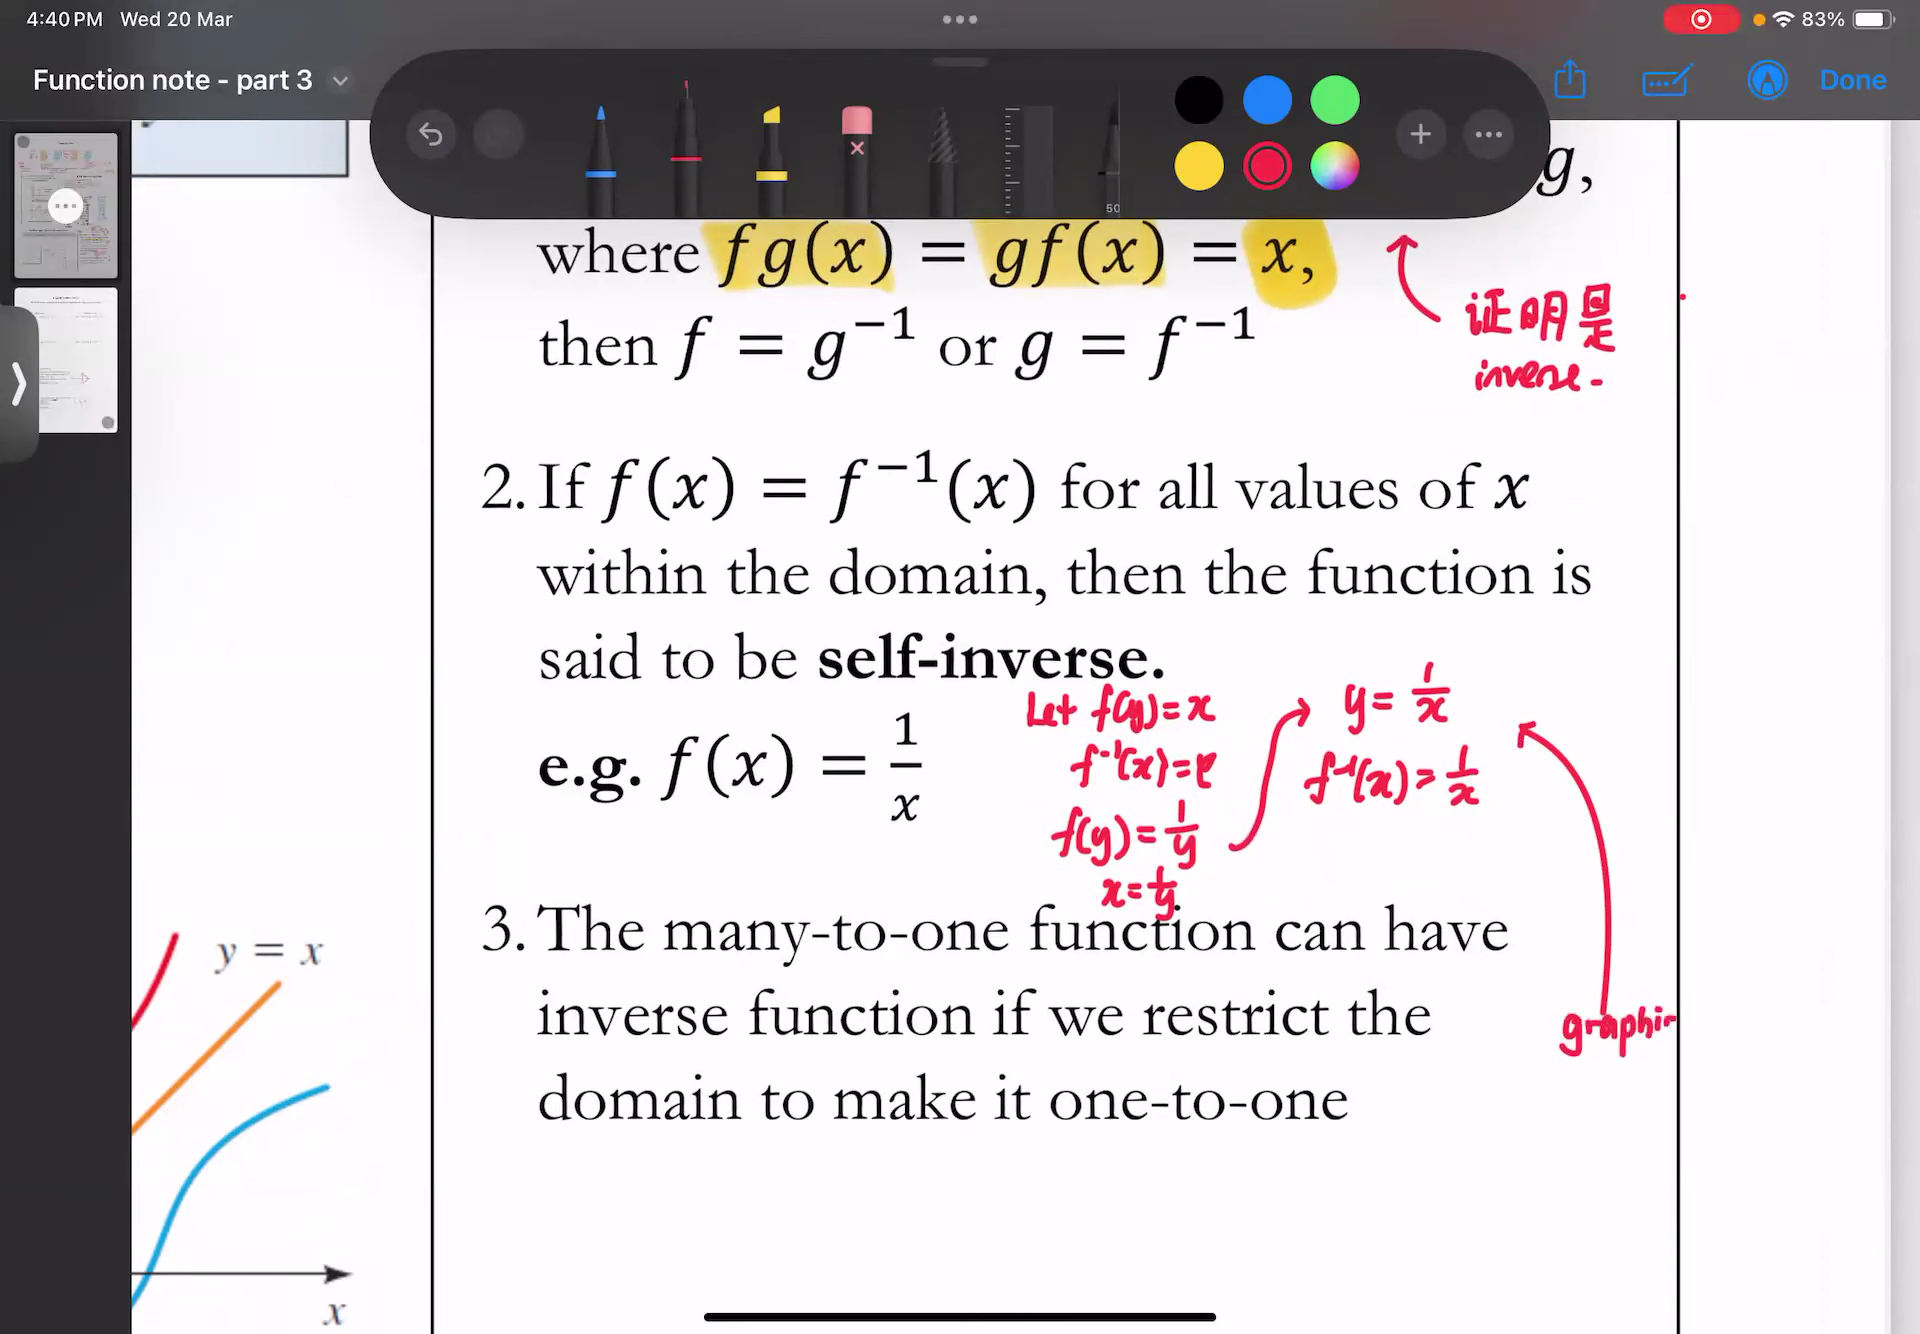 4:40 PM Wed 20 Mar
83%
Function note - part 3
Done
50
g,
where fg(x) = gf(x) = x,
证明是
inverse.
then f = g⁻¹ or g = f⁻¹
2. If f(x) = f⁻¹(x) for all values of x
within the domain, then the function is
said to be self-inverse.
e.g. f(x) = 1/x
Let f(y)=x
f⁻¹(x)=
f(y)=1/y
x=1/y
y=1/x
f⁻¹(x)=1/x
3. The many-to-one function can have
inverse function if we restrict the
domain to make it one-to-one
y = x
x